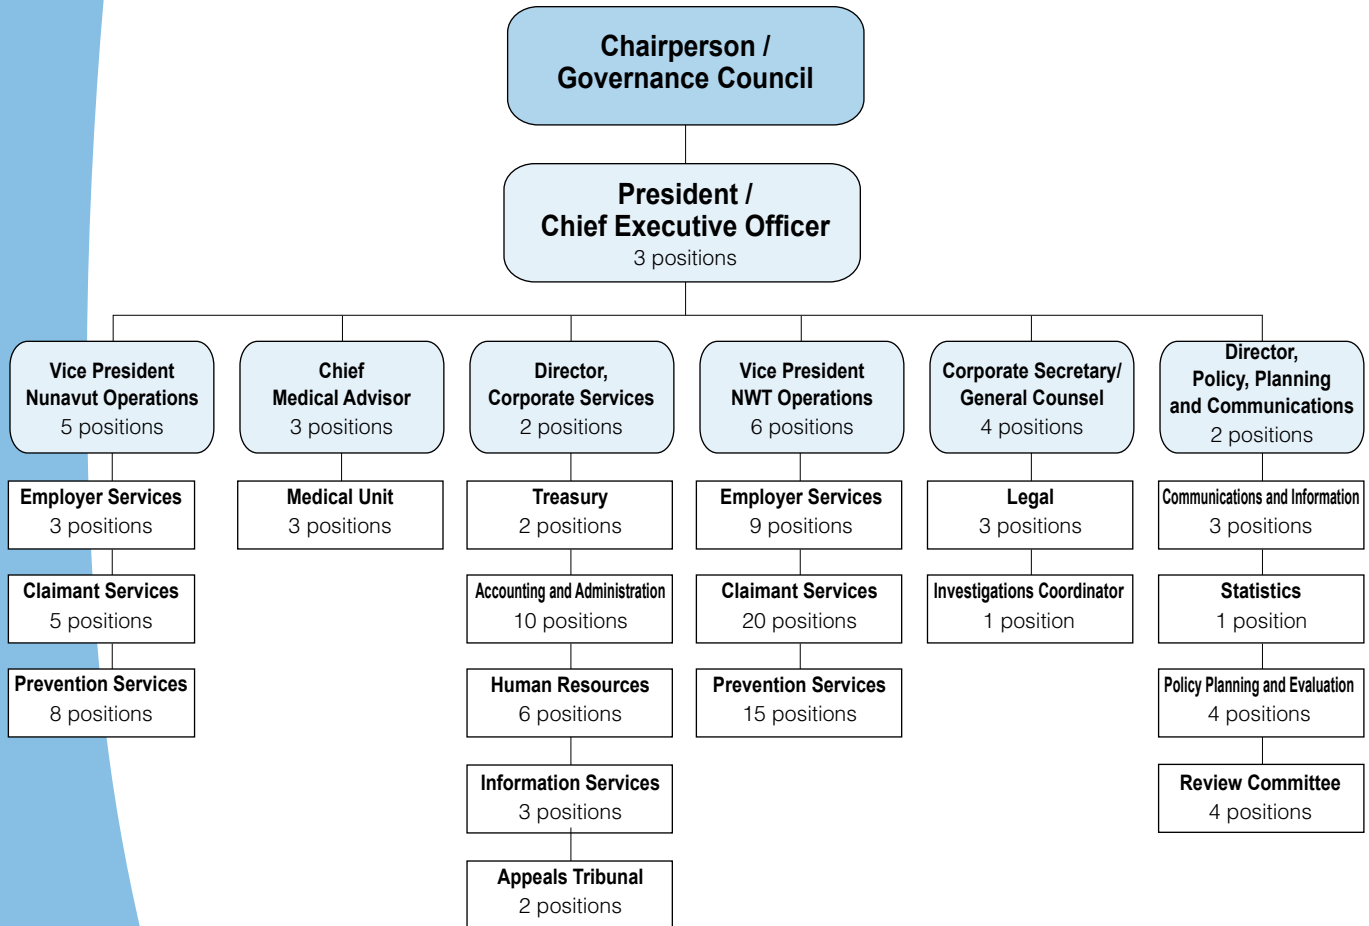 Chairperson /
Governance Council
President /
Chief Executive Officer
3 positions
Vice President
Nunavut Operations
5 positions
Employer Services
3 positions
Claimant Services
5 positions
Prevention Services
8 positions
Chief
Medical Advisor
3 positions
Medical Unit
3 positions
Director,
Corporate Services
2 positions
Treasury
2 positions
Accounting and Administration
10 positions
Human Resources
6 positions
Information Services
3 positions
Appeals Tribunal
2 positions
Vice President
NWT Operations
6 positions
Employer Services
9 positions
Claimant Services
20 positions
Prevention Services
15 positions
Corporate Secretary/
General Counsel
4 positions
Legal
3 positions
Investigations Coordinator
1 position
Director,
Policy, Planning
and Communications
2 positions
Communications and Information
3 positions
Statistics
1 position
Policy Planning and Evaluation
4 positions
Review Committee
4 positions